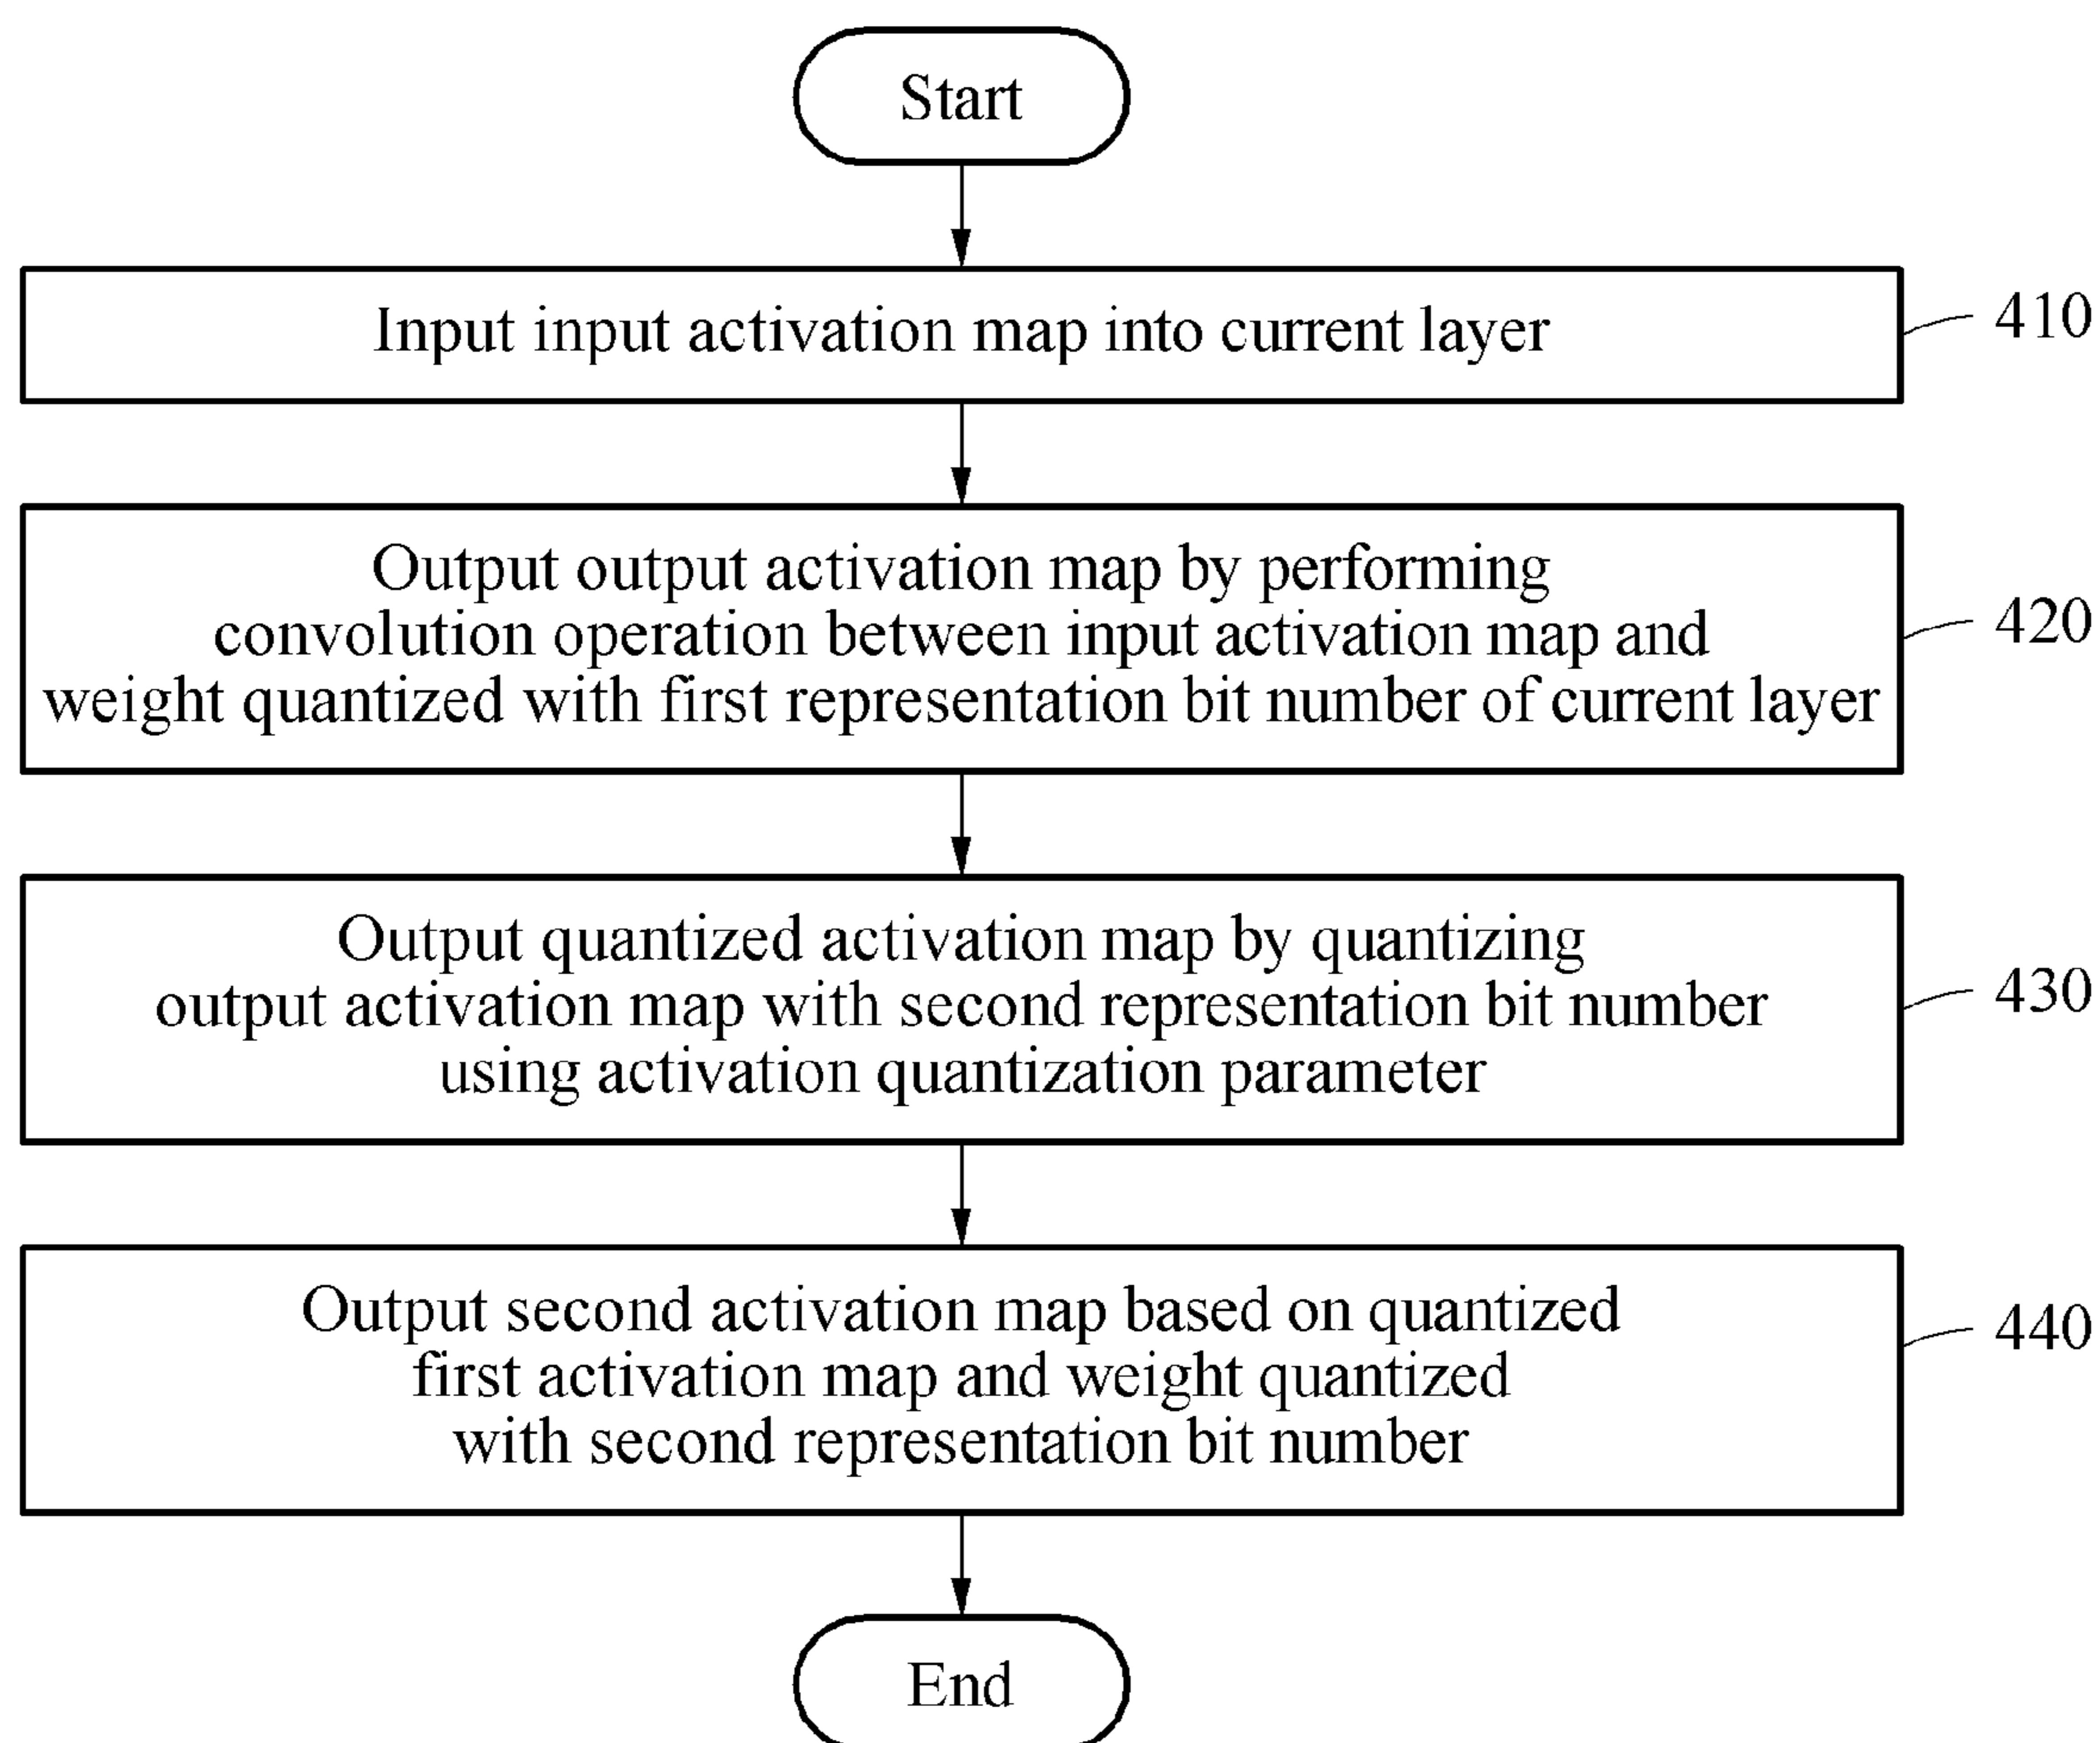 Start
Input input activation map into current layer
410
Output output activation map by performing
convolution operation between input activation map and
weight quantized with first representation bit number of current layer
420
Output quantized activation map by quantizing
output activation map with second representation bit number
using activation quantization parameter
430
Output second activation map based on quantized
first activation map and weight quantized
with second representation bit number
440
End